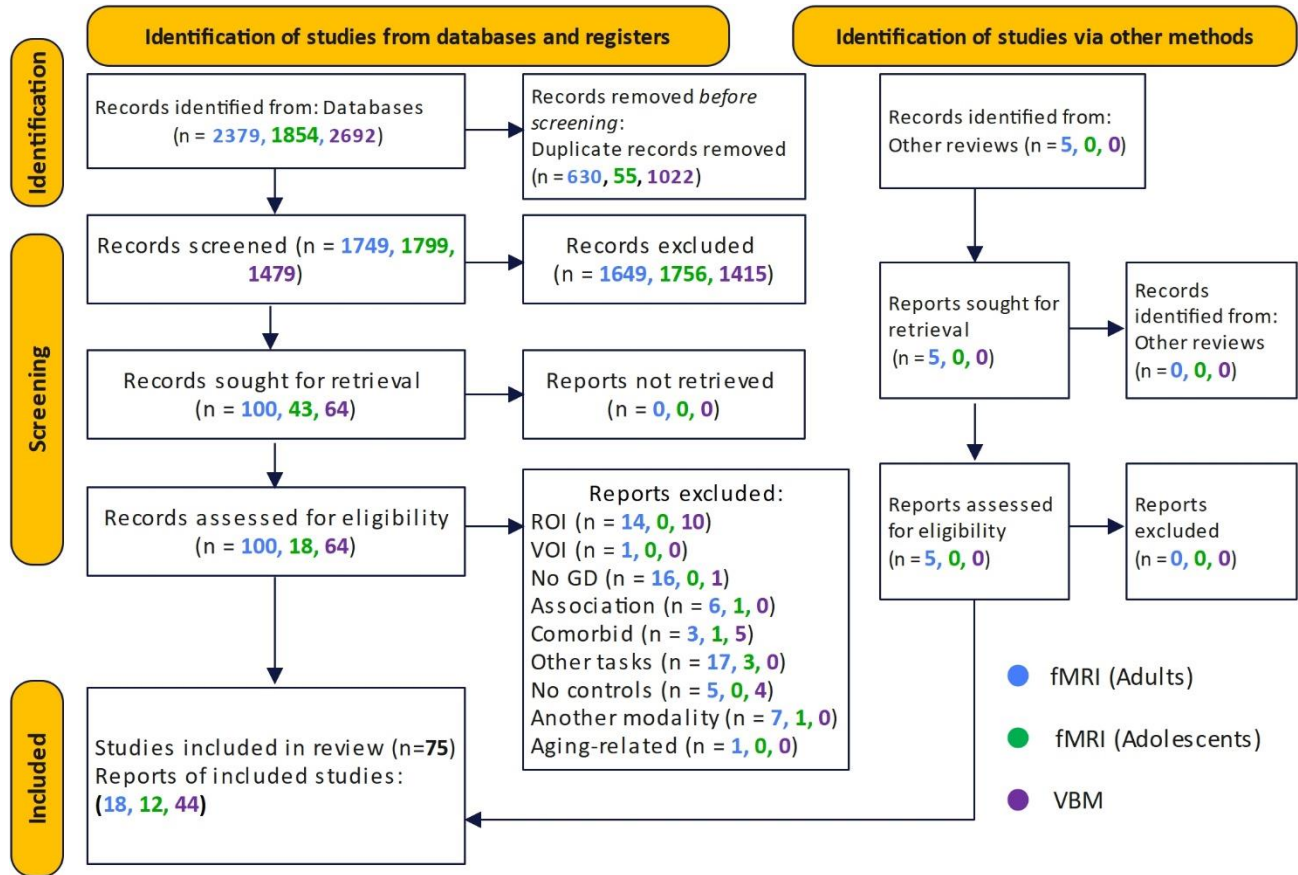 Identification of studies from databases and registers
Identification of studies via other methods
Identification
Records identified from: Databases
(n = 2379, 1854, 2692)
Records removed before
screening:
Duplicate records removed
(n = 630, 55, 1022)
Records identified from:
Other reviews (n = 5, 0, 0)
Screening
Records screened (n = 1749, 1799,
1479)
Records excluded
(n = 1649, 1756, 1415)
Reports sought for
retrieval
(n = 5, 0, 0)
Records
identified from:
Other reviews
(n = 0, 0, 0)
Records sought for retrieval
(n = 100, 43, 64)
Reports not retrieved
(n = 0, 0, 0)
Records assessed for eligibility
(n = 100, 18, 64)
Reports excluded:
ROI (n = 14, 0, 10)
VOI (n = 1, 0, 0)
No GD (n = 16, 0, 1)
Association (n = 6, 1, 0)
Comorbid (n = 3, 1, 5)
Other tasks (n = 17, 3, 0)
No controls (n = 5, 0, 4)
Another modality (n = 7, 1, 0)
Aging-related (n = 1, 0, 0)
Reports assessed
for eligibility
(n = 5, 0, 0)
Reports
excluded
(n = 0, 0, 0)
Included
Studies included in review (n=75)
Reports of included studies:
(18, 12, 44)
fMRI (Adults)
fMRI (Adolescents)
VBM